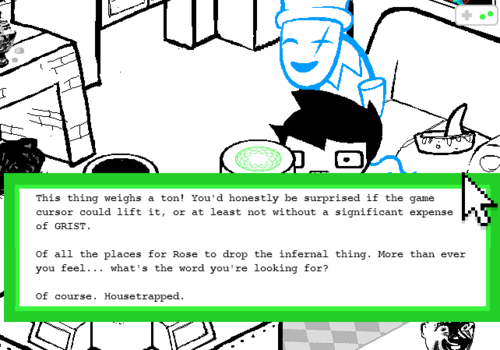 This thing weighs a ton! You'd honestly be surprised if the game
cursor could lift it, or at least not without a significant expense
of GRIST.
Of all the places for Rose to drop the infernal thing. More than ever
you feel... what's the word you're looking for?
Of course. Housetrapped.